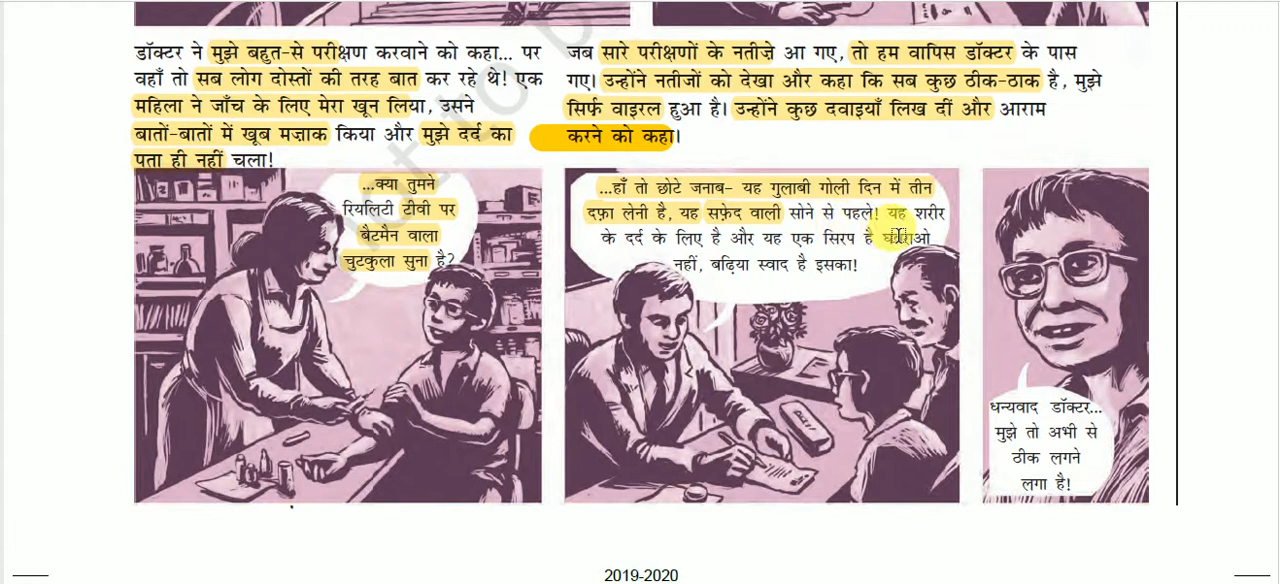 डॉक्टर ने मुझे बहुत-से परीक्षण करवाने को कहा... पर
वहाँ तो सब लोग दोस्तों की तरह बात कर रहे थे! एक
महिला ने जाँच के लिए मेरा खून लिया, उसने
बातों-बातों में खूब मज़ाक किया और मुझे दर्द का
पता ही नहीं चला!
जब सारे परीक्षणों के नतीज़े आ गए, तो हम वापिस डॉक्टर के पास
गए। उन्होंने नतीजों को देखा और कहा कि सब कुछ ठीक-ठाक है, मुझे
सिर्फ वाइरल हुआ है। उन्होंने कुछ दवाइयाँ लिख दीं और आराम
करने को कहा।
...क्या तुमने
रियलिटी टीवी पर
बैटमैन वाला
चुटकुला सुना है?
...हाँ तो छोटे जनाब- यह गुलाबी गोली दिन में तीन
दफ़ा लेनी है, यह सफ़ेद वाली सोने से पहले! यह शरीर
के दर्द के लिए है और यह एक सिरप है घबराओ
नहीं, बढ़िया स्वाद है इसका!
धन्यवाद डॉक्टर...
मुझे तो अभी से
ठीक लगने
लगा है!
not to b
2019-2020